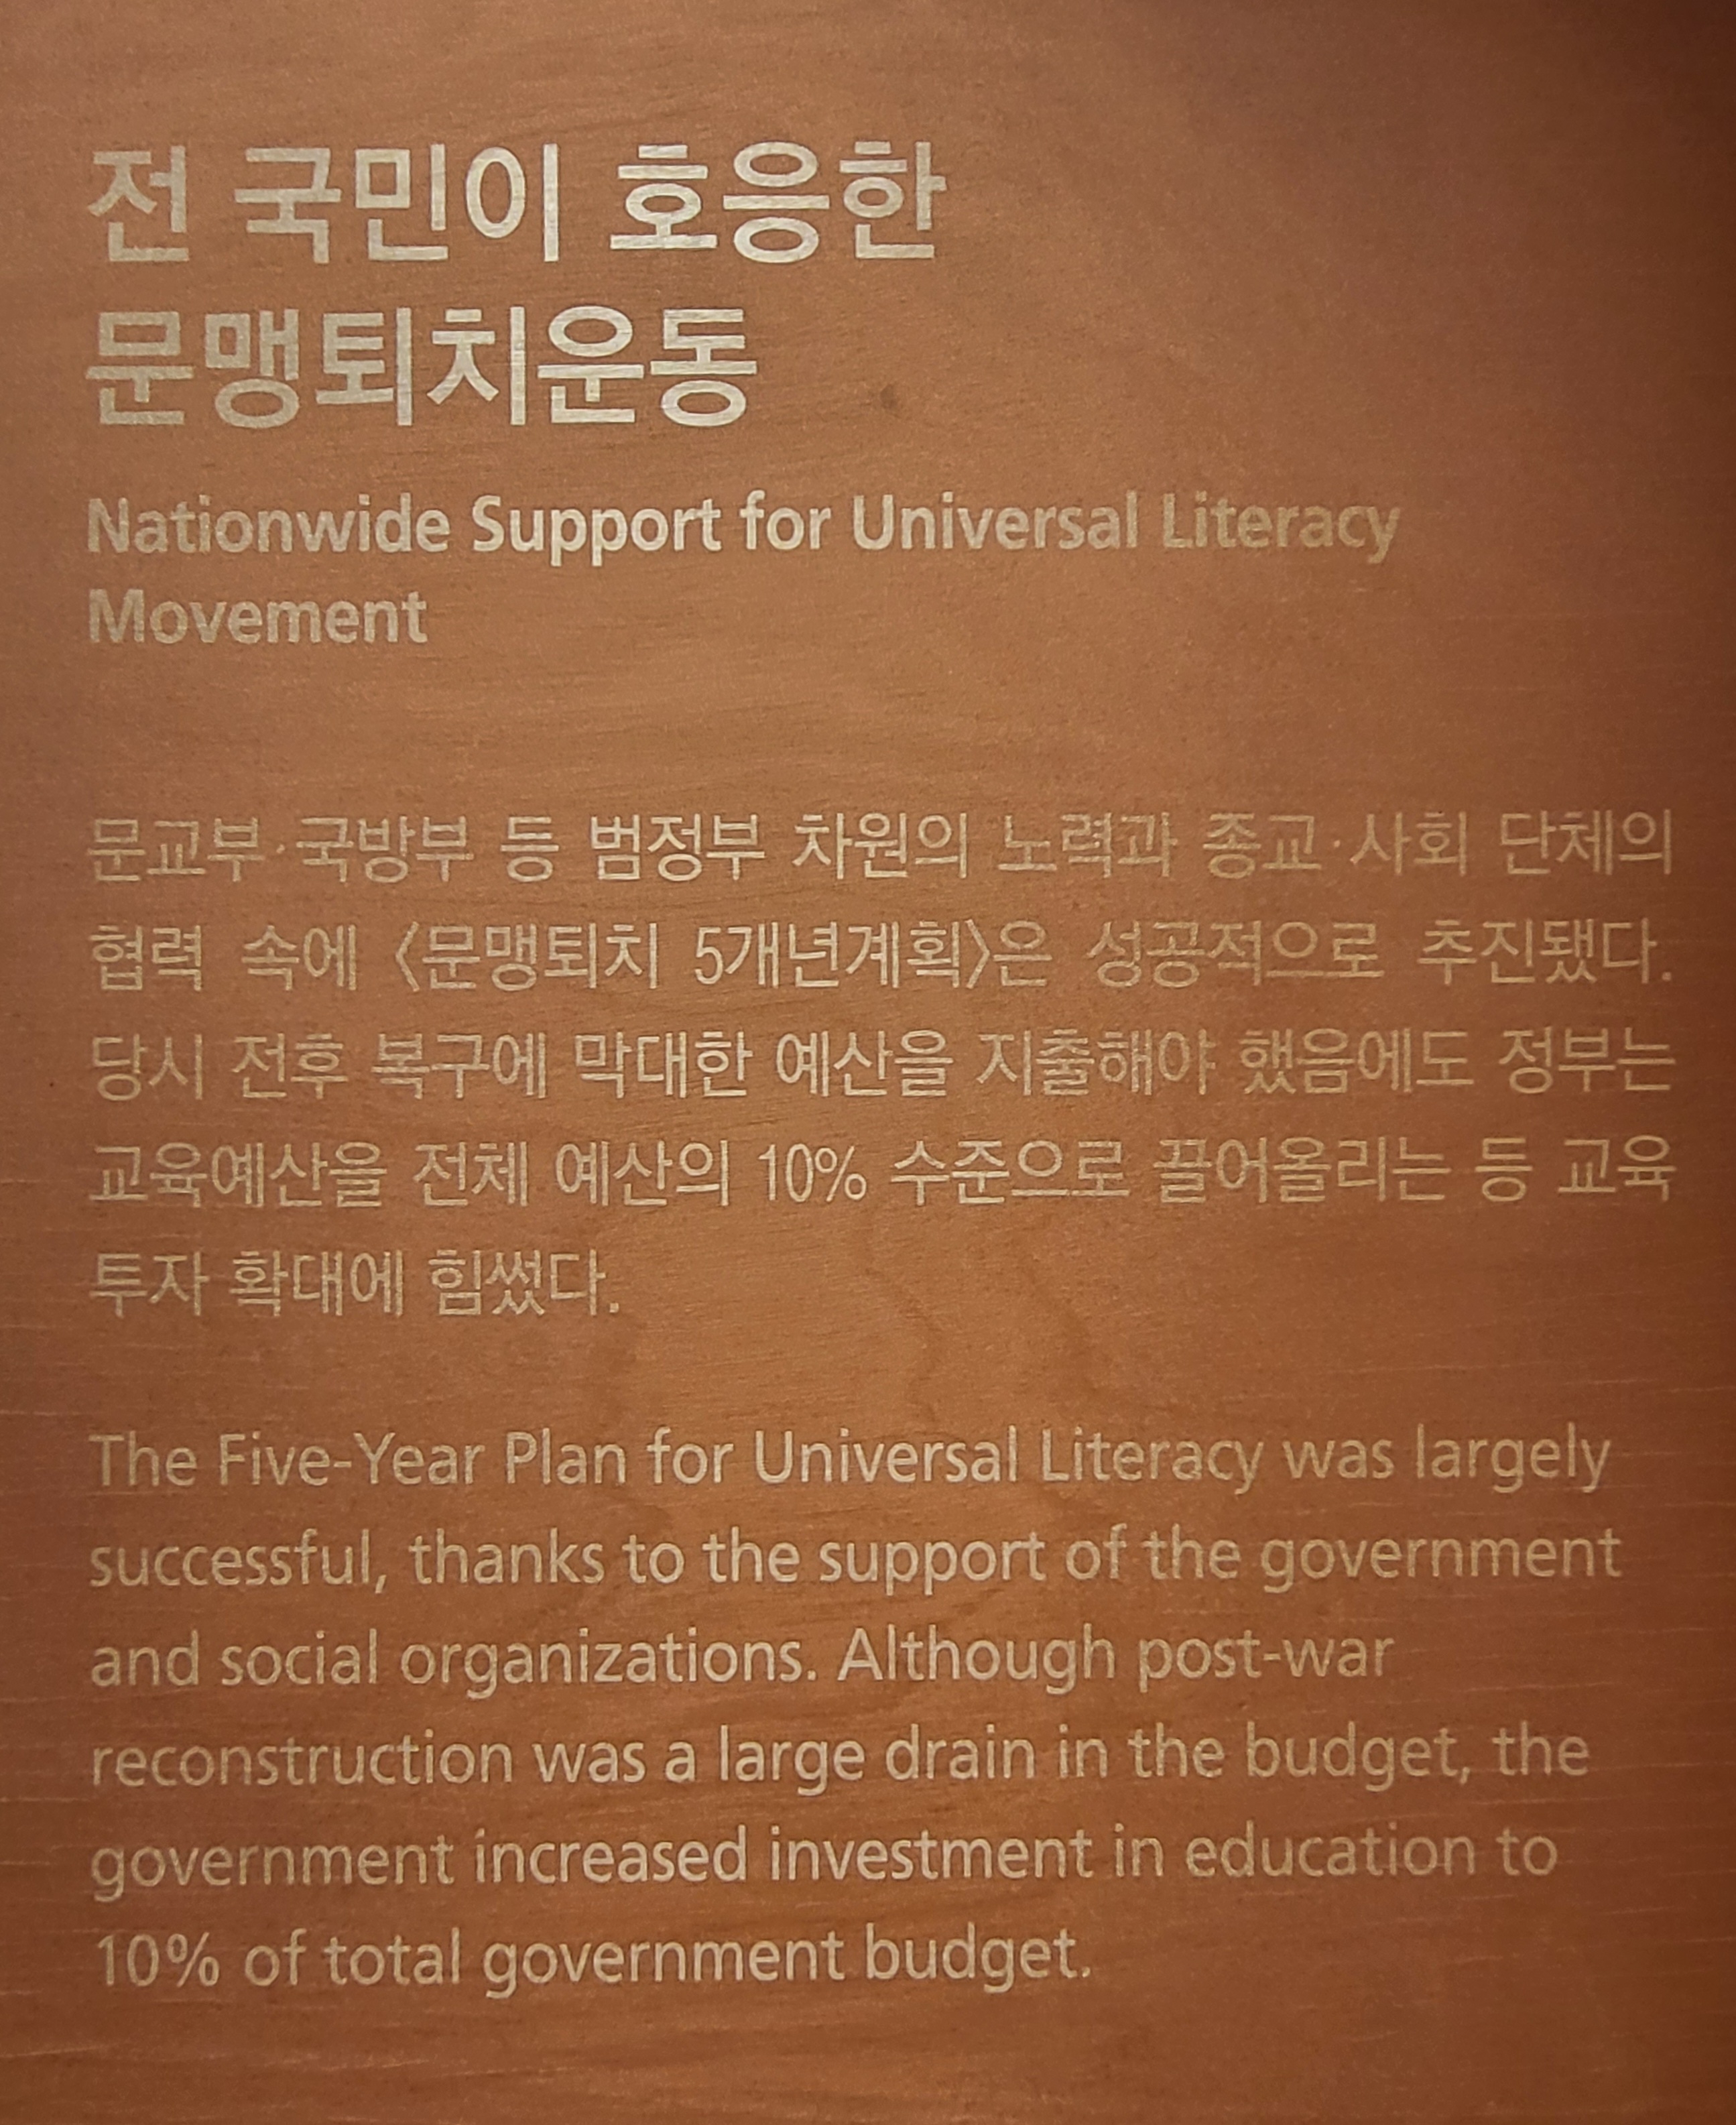 전 국민이 호응한
문맹퇴치운동
Nationwide Support for Universal Literacy
Movement
문교부·국방부 등 범정부 차원의 노력과 종교·사회 단체의
협력 속에 〈문맹퇴치 5개년계획〉은 성공적으로 추진됐다.
당시 전후 복구에 막대한 예산을 지출해야 했음에도 정부는
교육예산을 전체 예산의 10% 수준으로 끌어올리는 등 교육
투자 확대에 힘썼다.
The Five-Year Plan for Universal Literacy was largely
successful, thanks to the support of the government
and social organizations. Although post-war
reconstruction was a large drain in the budget, the
government increased investment in education to
10% of total government budget.